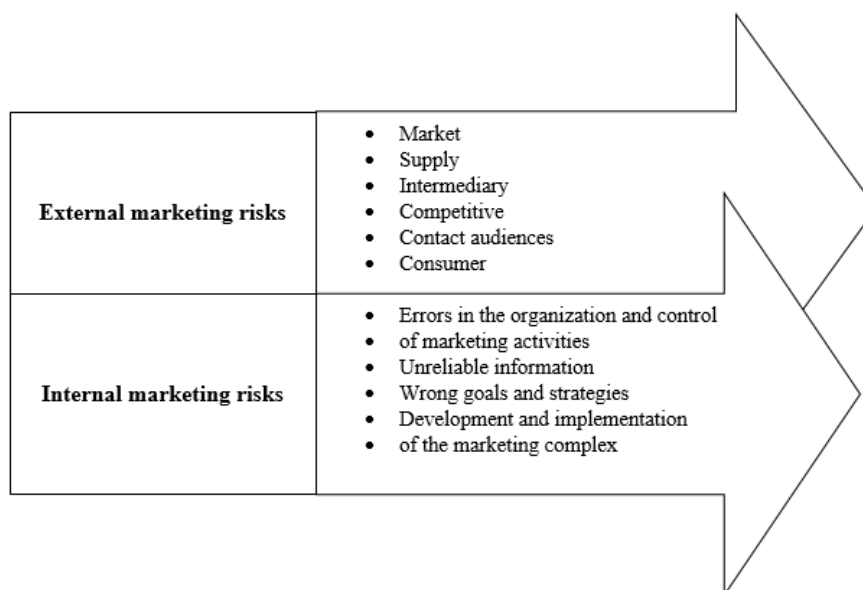 External marketing risks
• Market
• Supply
• Intermediary
• Competitive
• Contact audiences
• Consumer
Internal marketing risks
• Errors in the organization and control
• of marketing activities
• Unreliable information
• Wrong goals and strategies
• Development and implementation
• of the marketing complex